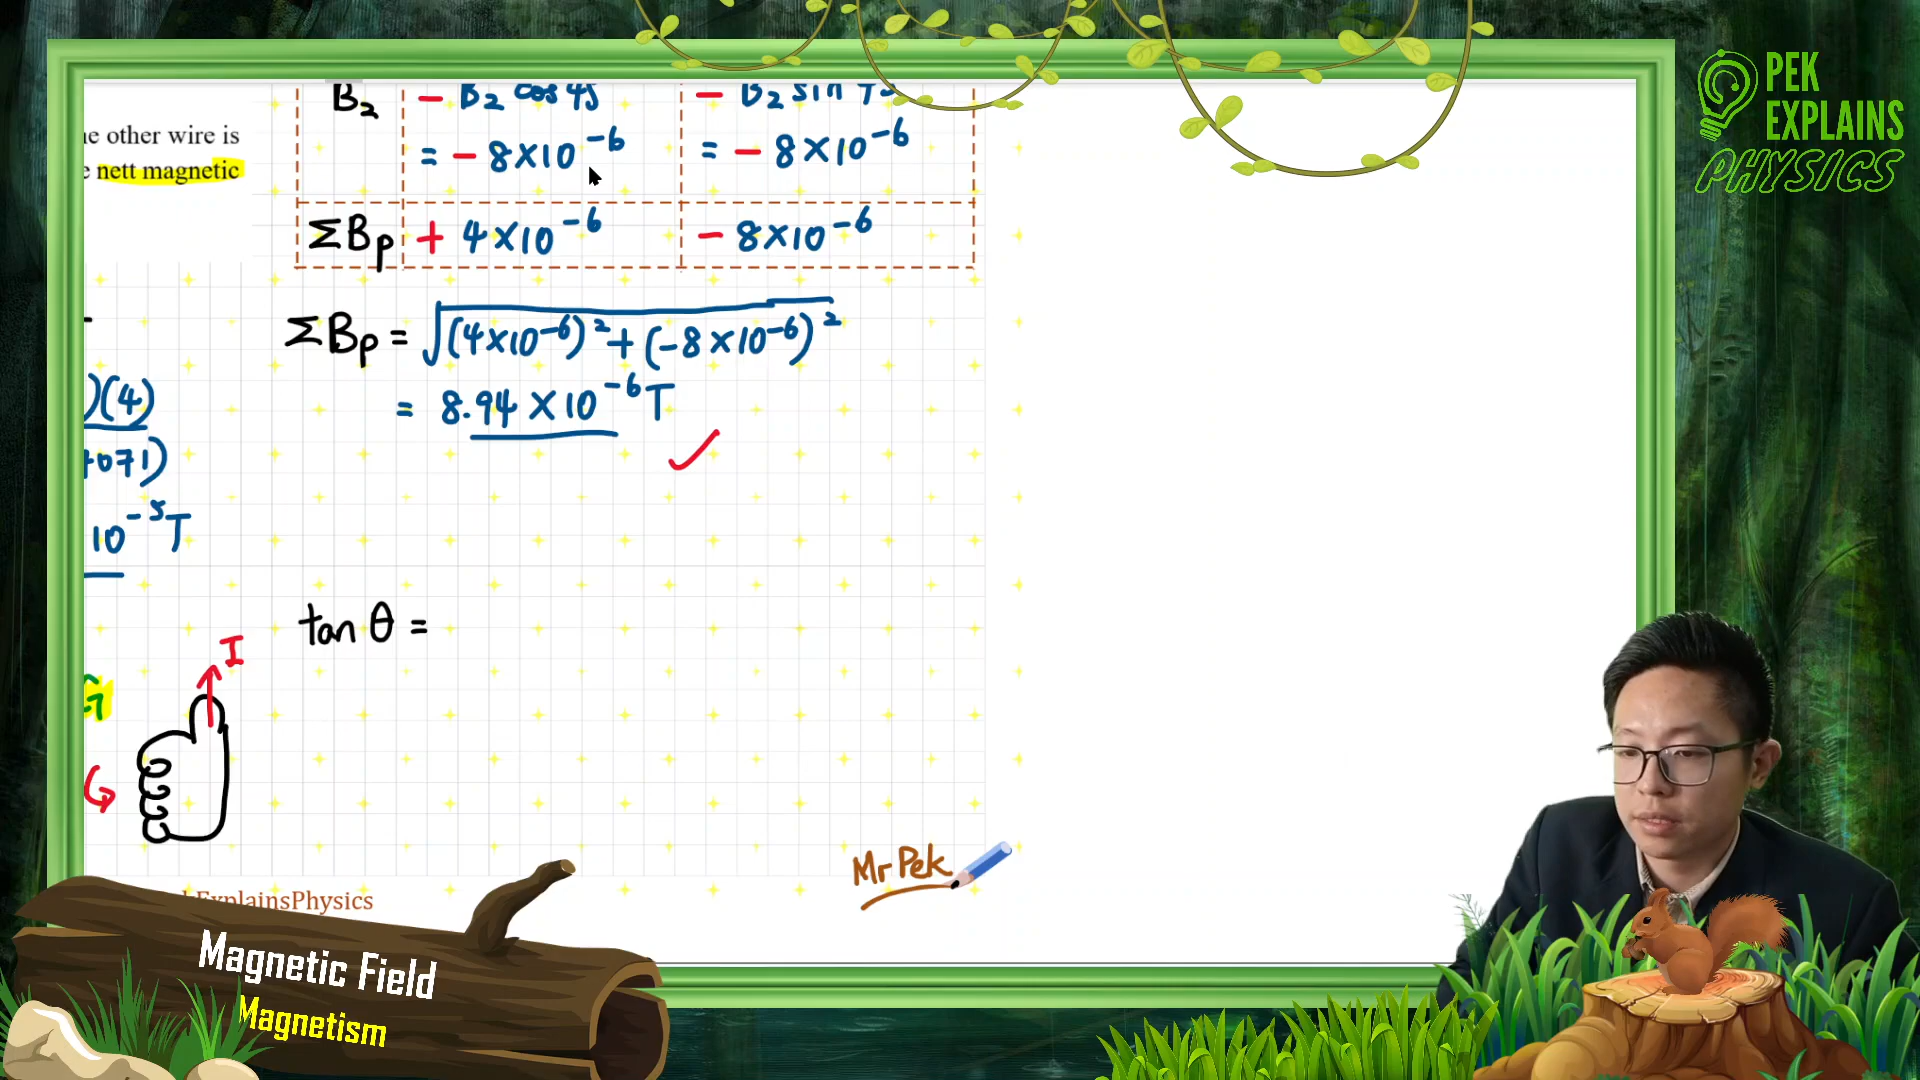 PEK
EXPLAINS
PHYSICS
B₂ − B₂ cos 45 − B₂ sin
= − 8×10⁻⁶ = − 8×10⁻⁶
ΣBp + 4×10⁻⁶ − 8×10⁻⁶
other wire is
nett magnetic
ΣBp = √(4×10⁻⁶)² + (−8×10⁻⁶)²
= 8.94 × 10⁻⁶ T
)(4)
071)
10⁻⁵ T
tan θ =
I
Mr Pek
ExplainsPhysics
Magnetic Field
Magnetism